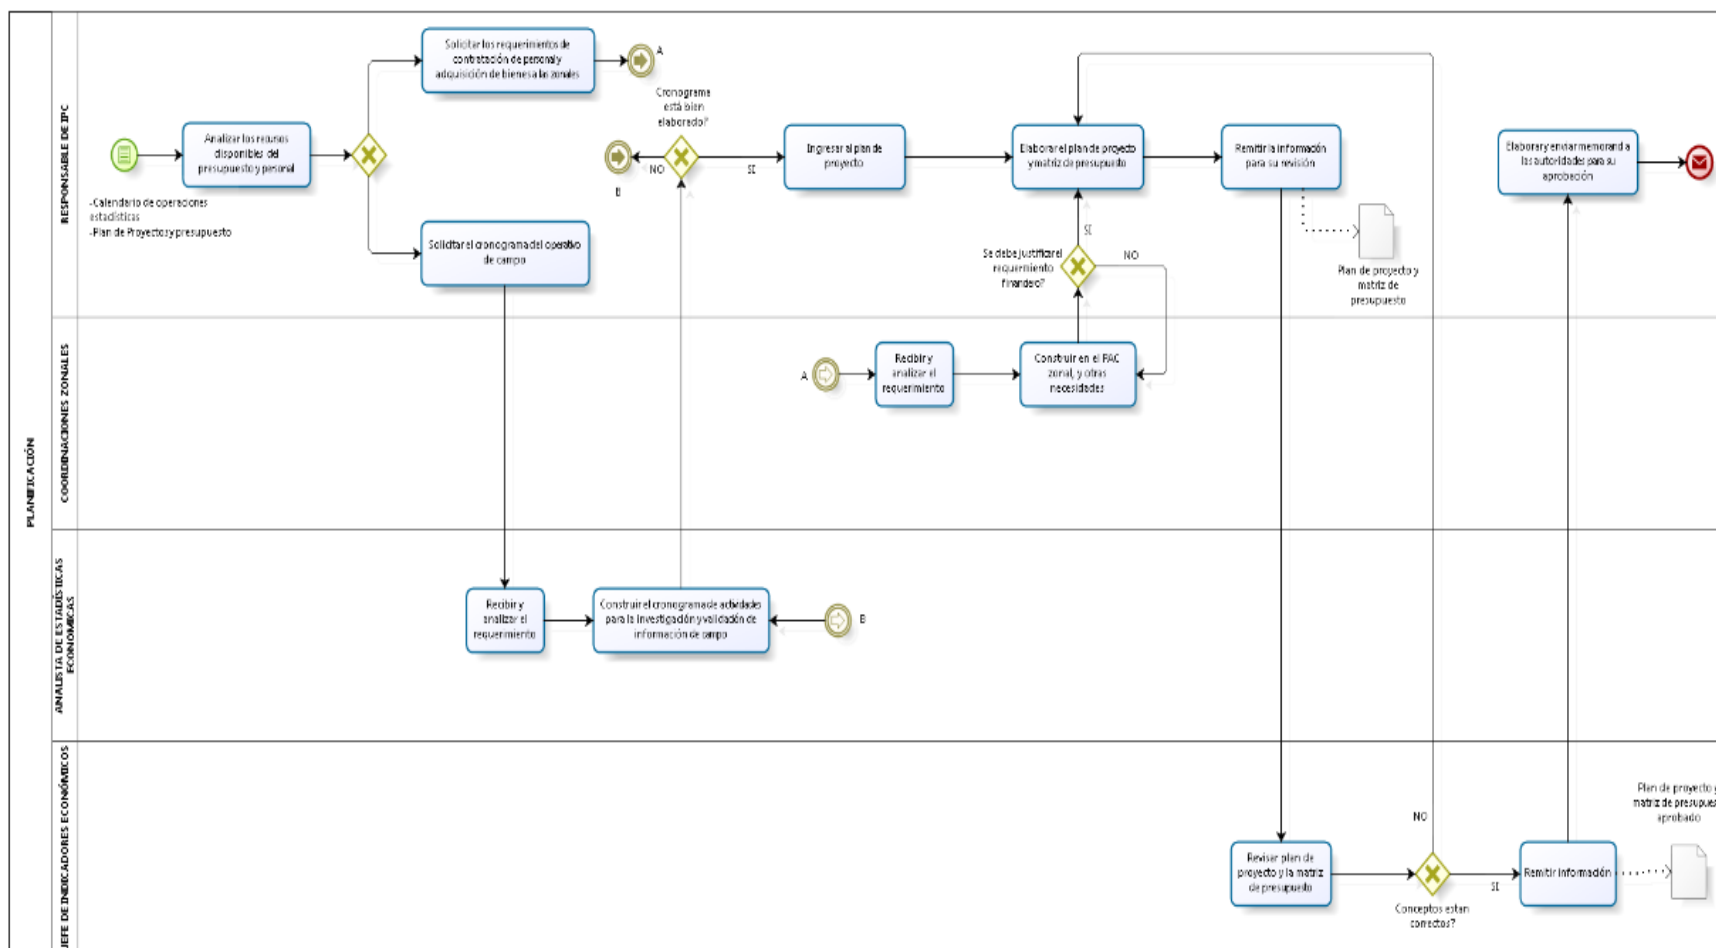 PLANIFICACIÓN
RESPONSABLE DE IPC
Solicitar los requerimientos de
contratación de personal y
adquisición de bienes a las zonales
A
Cronograma
está bien
elaborado?
Analizar los recursos
disponibles del
presupuesto y personal
-Calendario de operaciones
estadísticas
-Plan de Proyectos y presupuesto
Solicitar el cronograma del operativo
de campo
NO
B
SI
Ingresar al plan de
proyecto
Elaborar el plan de proyecto
y matriz de presupuesto
Remitir la información
para su revisión
Elaborar y enviar memorand a
las autoridades para su
aprobación
SI
Se debe justificar el
requerimiento
financiero?
NO
Plan de proyecto y
matriz de
presupuesto
COORDINACIONES ZONALES
A
Recibir y
analizar el
requerimiento
Construir en el PAC
zonal, y otras
necesidades
ANALISTA DE ESTADÍSTICAS
ECONOMICAS
Recibir y
analizar el
requerimiento
Construir el cronograma de actividades
para la investigación y validación de
información de campo
B
JEFE DE INDICADORES ECONÓMICOS
Plan de proyecto y
matriz de presupues
aprobado
NO
Revisar plan de
proyecto y la matriz
de presupuesto
SI
Remitir información
Conceptos estan
correctos?